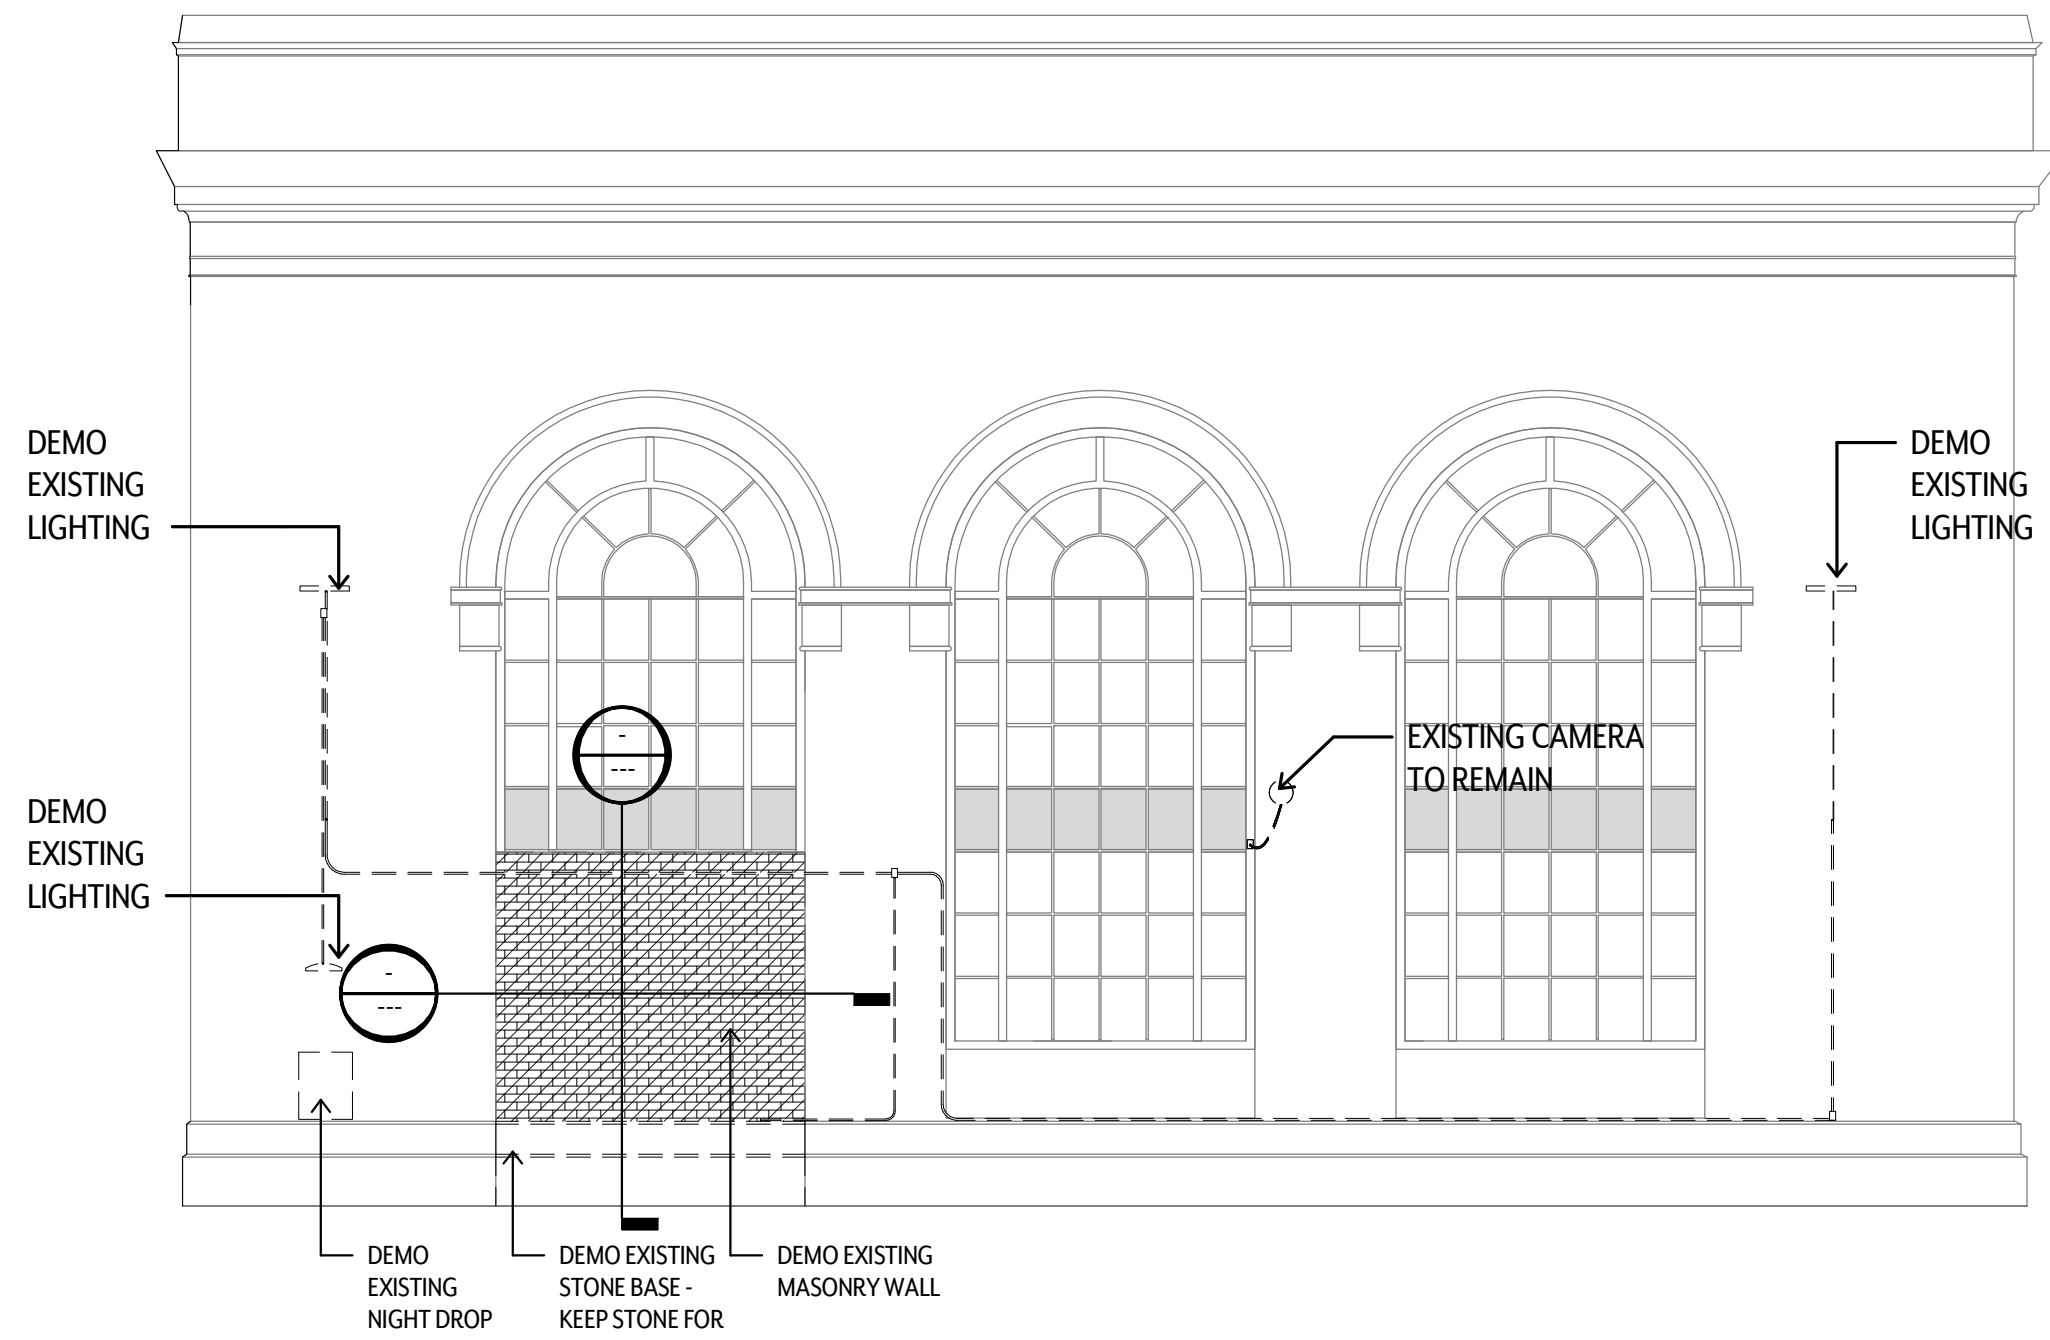 DEMO
EXISTING
LIGHTING
DEMO
EXISTING
LIGHTING
EXISTING CAMERA
TO REMAIN
DEMO
EXISTING
LIGHTING
-
---
-
---
DEMO
EXISTING
NIGHT DROP
DEMO EXISTING
STONE BASE -
KEEP STONE FOR
DEMO EXISTING
MASONRY WALL